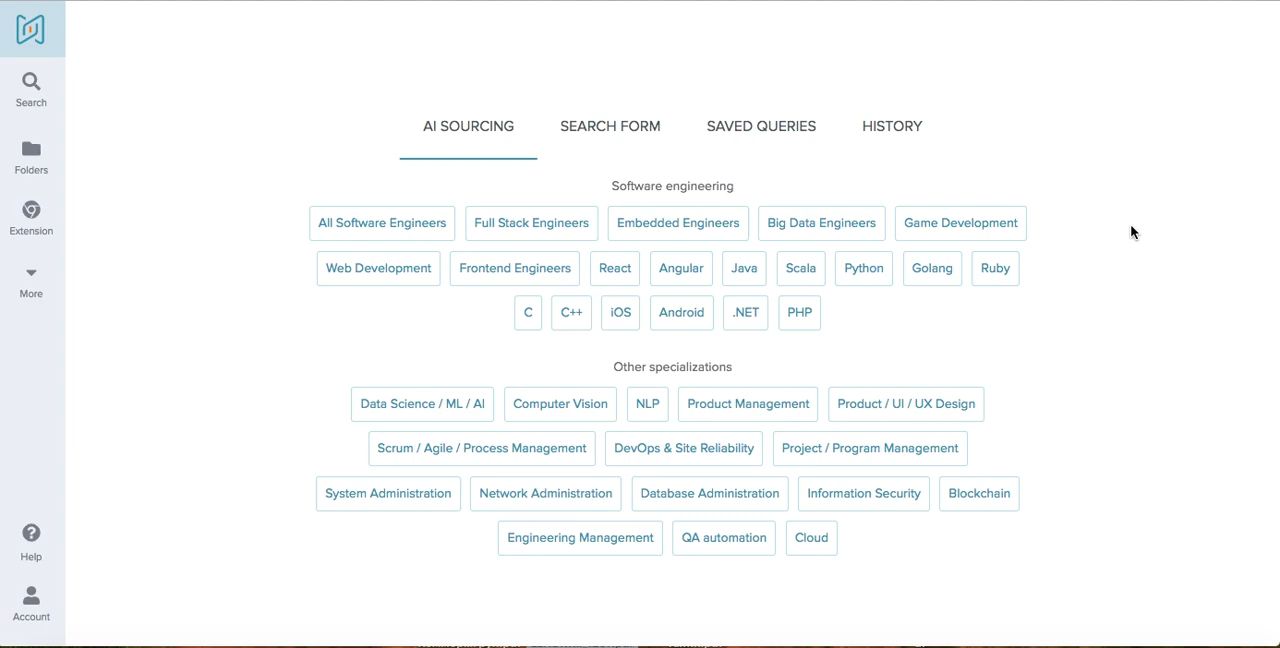 Search
Folders
Extension
More
Help
Account
AI SOURCING SEARCH FORM SAVED QUERIES HISTORY
Software engineering
All Software Engineers Full Stack Engineers Embedded Engineers Big Data Engineers Game Development
Web Development Frontend Engineers React Angular Java Scala Python Golang Ruby
C C++ iOS Android .NET PHP
Other specializations
Data Science / ML / AI Computer Vision NLP Product Management Product / UI / UX Design
Scrum / Agile / Process Management DevOps & Site Reliability Project / Program Management
System Administration Network Administration Database Administration Information Security Blockchain
Engineering Management QA automation Cloud